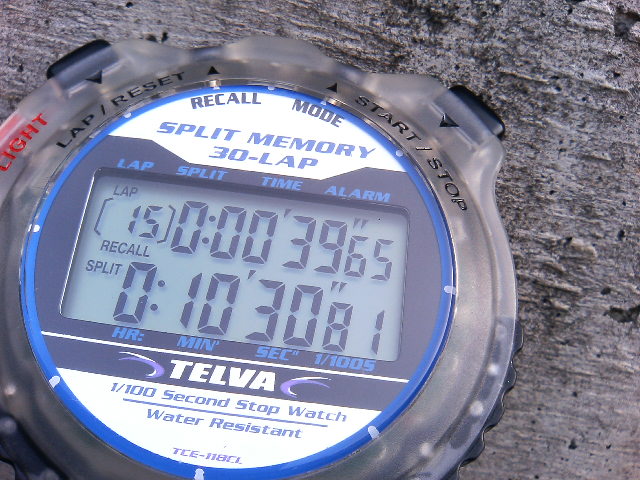 LIGHT
LAP / RESET
RECALL
MODE
START / STOP
SPLIT MEMORY
30-LAP
LAP SPLIT TIME ALARM
LAP
15 0:00'39"65
RECALL
SPLIT
0:10'30"81
HR: MIN' SEC" 1/100S
TELVA
1/100 Second Stop Watch
Water Resistant
TCE-118CL